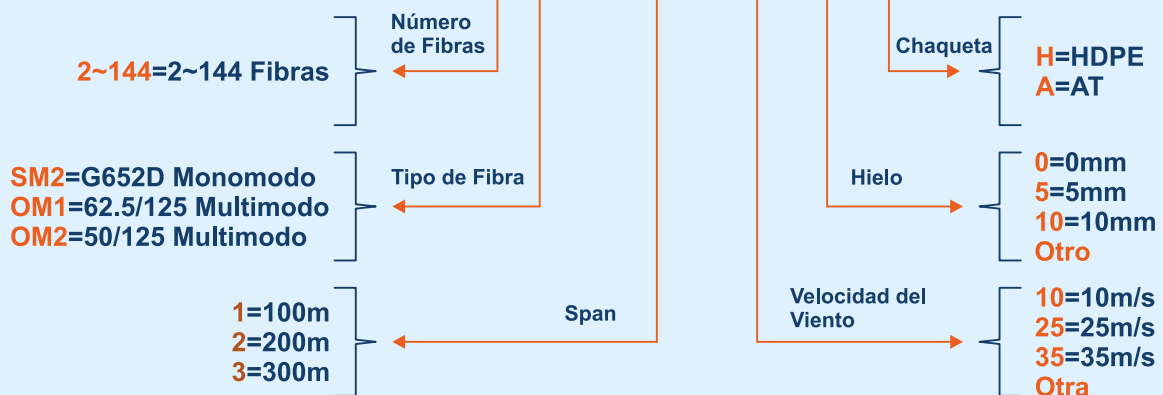 Número
de Fibras
2~144=2~144 Fibras
Chaqueta
H=HDPE
A=AT
SM2=G652D Monomodo
OM1=62.5/125 Multimodo
OM2=50/125 Multimodo
Tipo de Fibra
Hielo
0=0mm
5=5mm
10=10mm
Otro
1=100m
2=200m
3=300m
Span
Velocidad del
Viento
10=10m/s
25=25m/s
35=35m/s
Otra